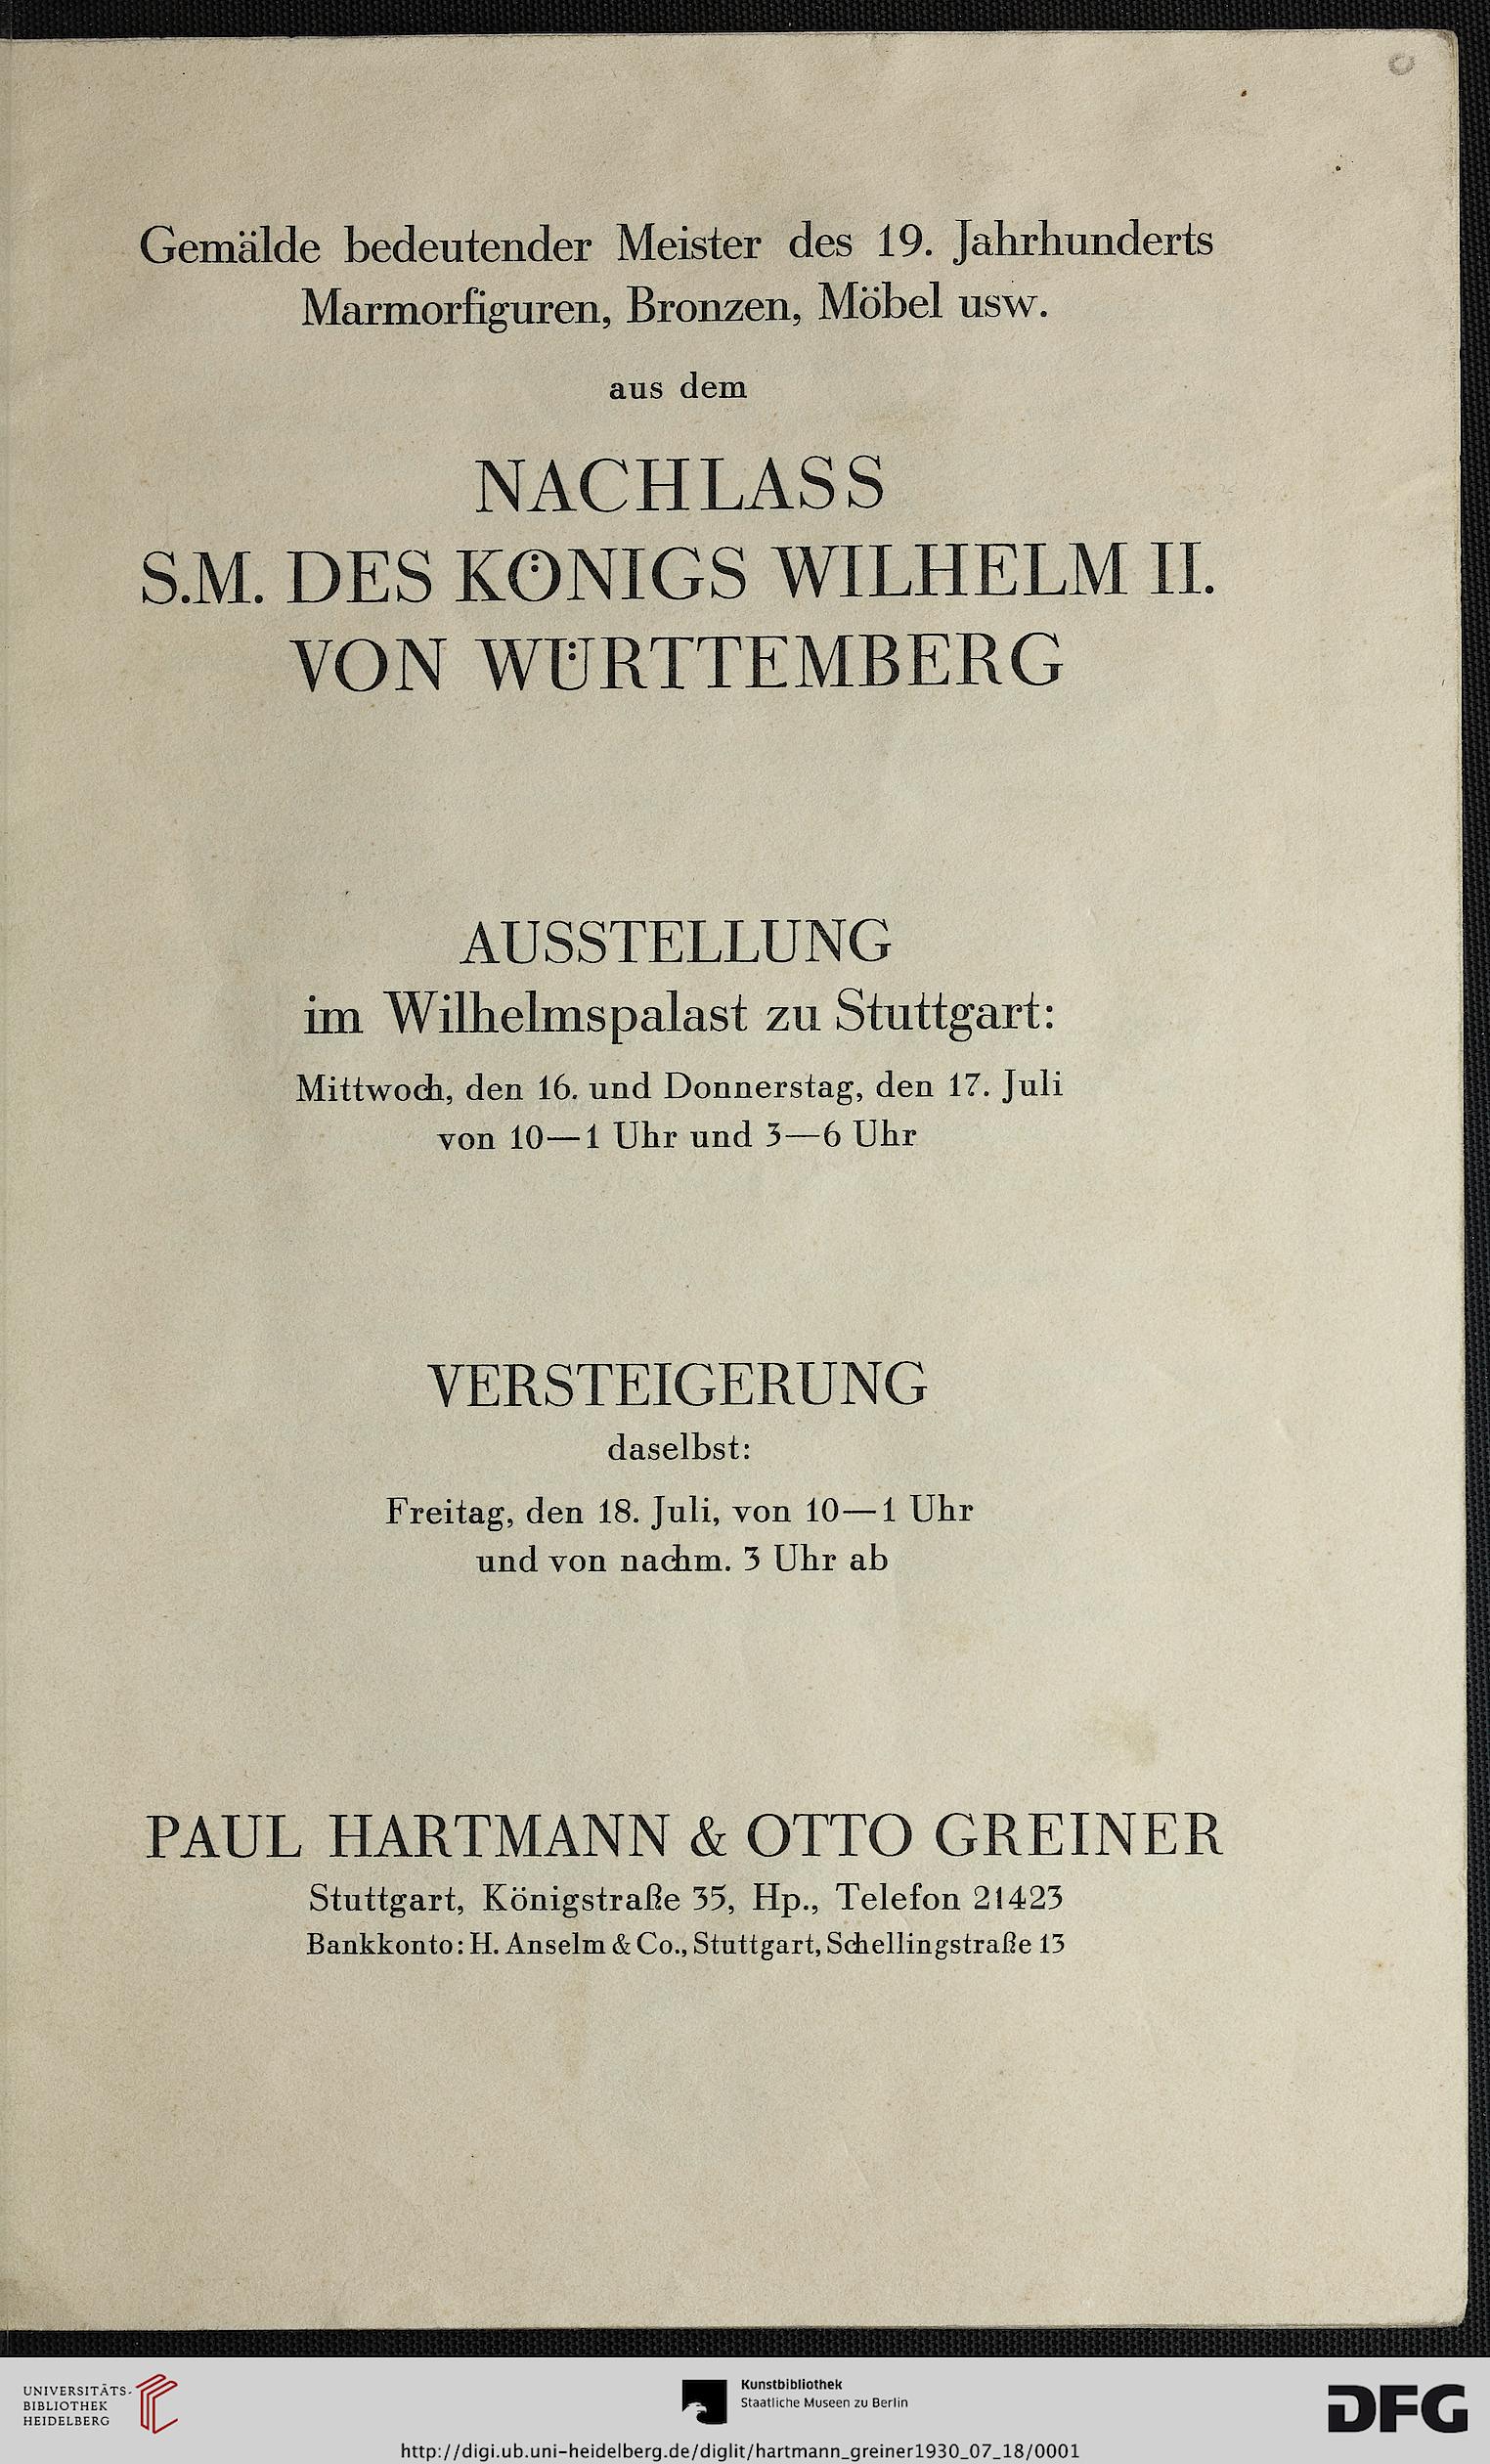 Gemälde bedeutender Meister des 19. Jahrhunderts
Marmorfiguren, Bronzen, Möbel usw.
aus dem
NACHLASS
S.M. DES KÖNIGS WILHELM II.
VON WÜRTTEMBERG
AUSSTELLUNG
im Wilhelmspalast zu Stuttgart:
Mittwoch, den 16. und Donnerstag, den 17. Juli
von 10—1 Uhr und 3—6 Uhr
VERSTEIGERUNG
daselbst:
Freitag, den 18. Juli, von 10—1 Uhr
und von nachm. 3 Uhr ab
PAUL HARTMANN & OTTO GREINER
Stuttgart, Königstraße 35, Hp., Telefon 21423
Bankkonto: H. Anselm & Co., Stuttgart, Schellingstraße 13
UNIVERSITÄTS-
BIBLIOTHEK
HEIDELBERG
Kunstbibliothek
Staatliche Museen zu Berlin
DFG
http://digi.ub.uni-heidelberg.de/diglit/hartmann_greiner1930_07_18/0001